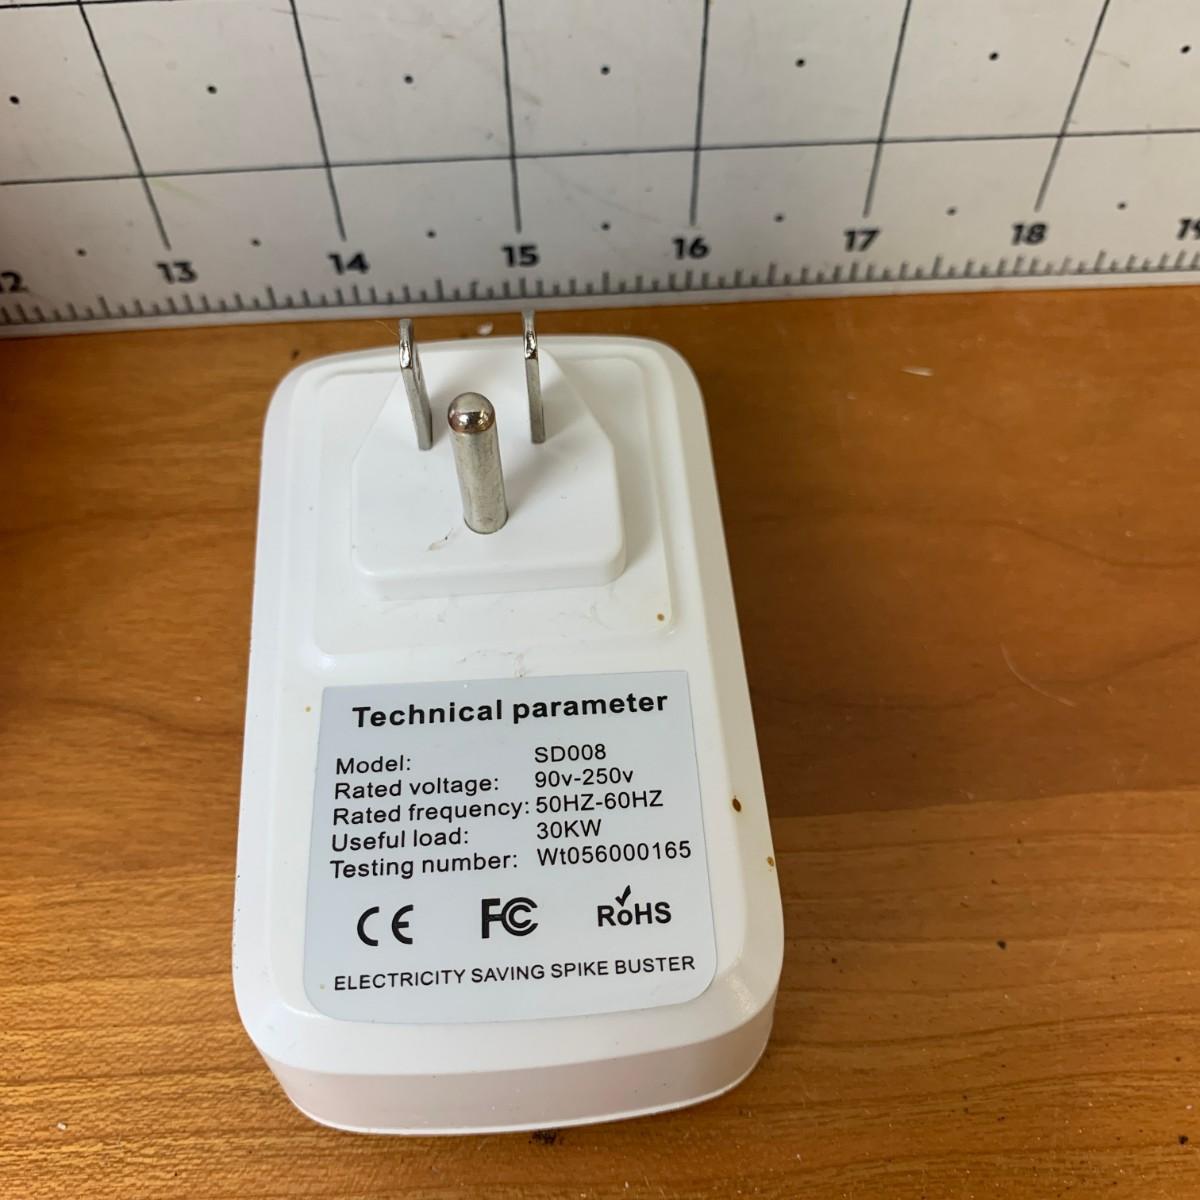 12 13 14 15 16 17 18 19
Technical parameter
Model: SD008
Rated voltage: 90v-250v
Rated frequency: 50HZ-60HZ
Useful load: 30KW
Testing number: Wt056000165
CE FC RoHS
ELECTRICITY SAVING SPIKE BUSTER